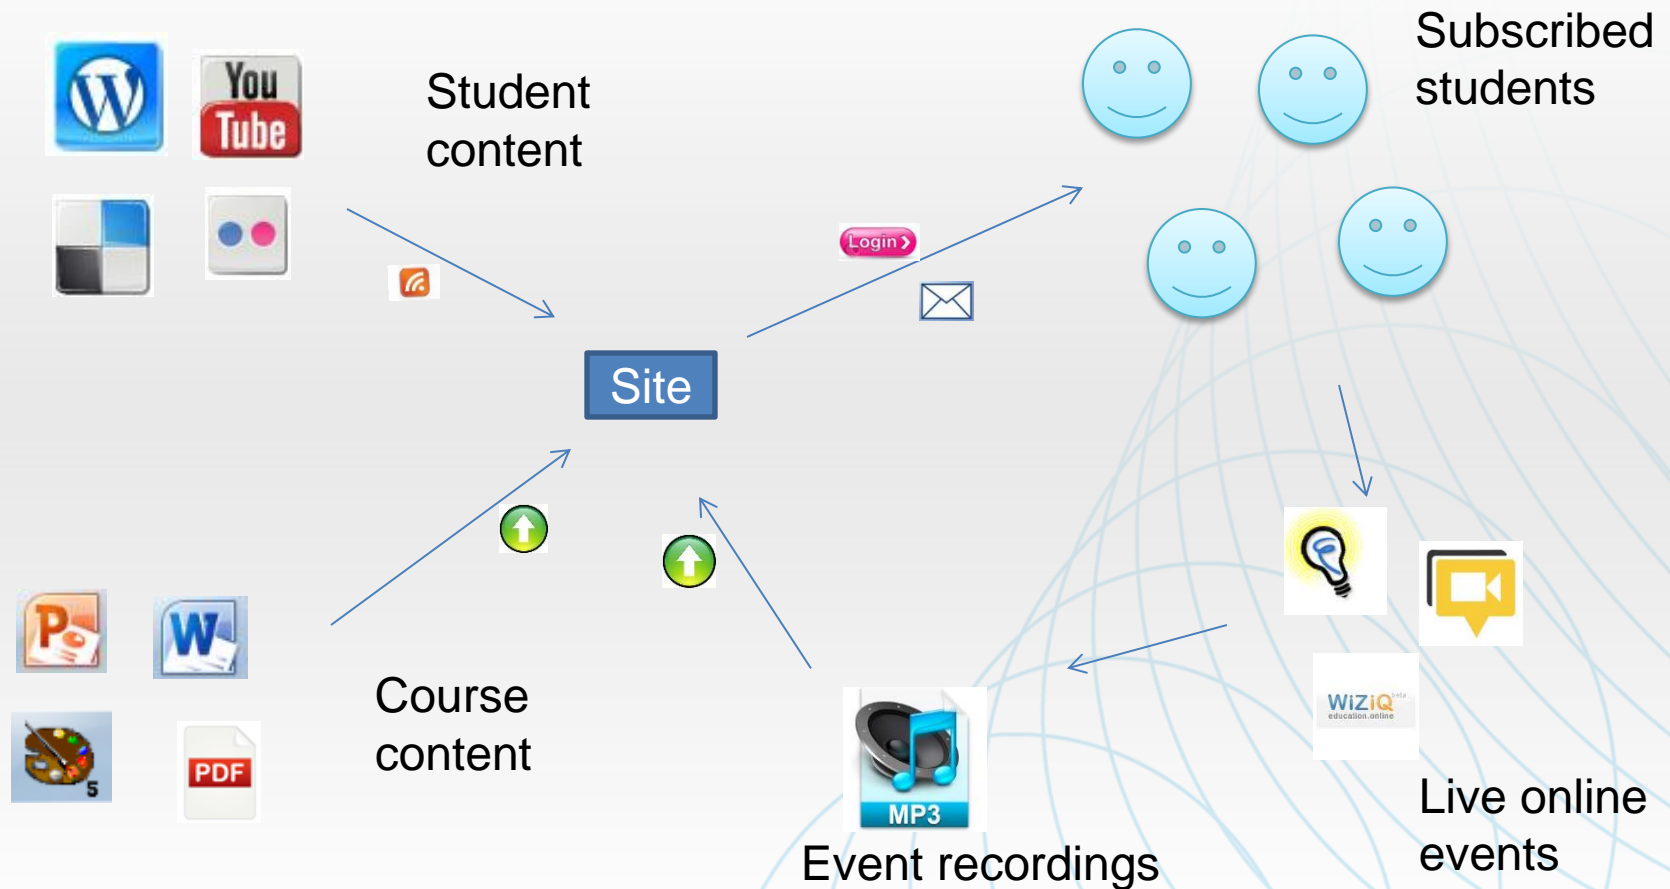 You
Tube
Student
content
Subscribed
students
Login
Site
P
W
5
PDF
Course
content
MP3
Event recordings
WiZiQ beta
education.online
Live online
events